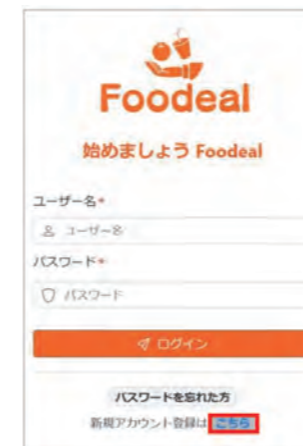 Foodeal
始めましょう Foodeal
ユーザー名*
ユーザー名
パスワード*
パスワード
ログイン
パスワードを忘れた方
新規アカウント登録は こちら